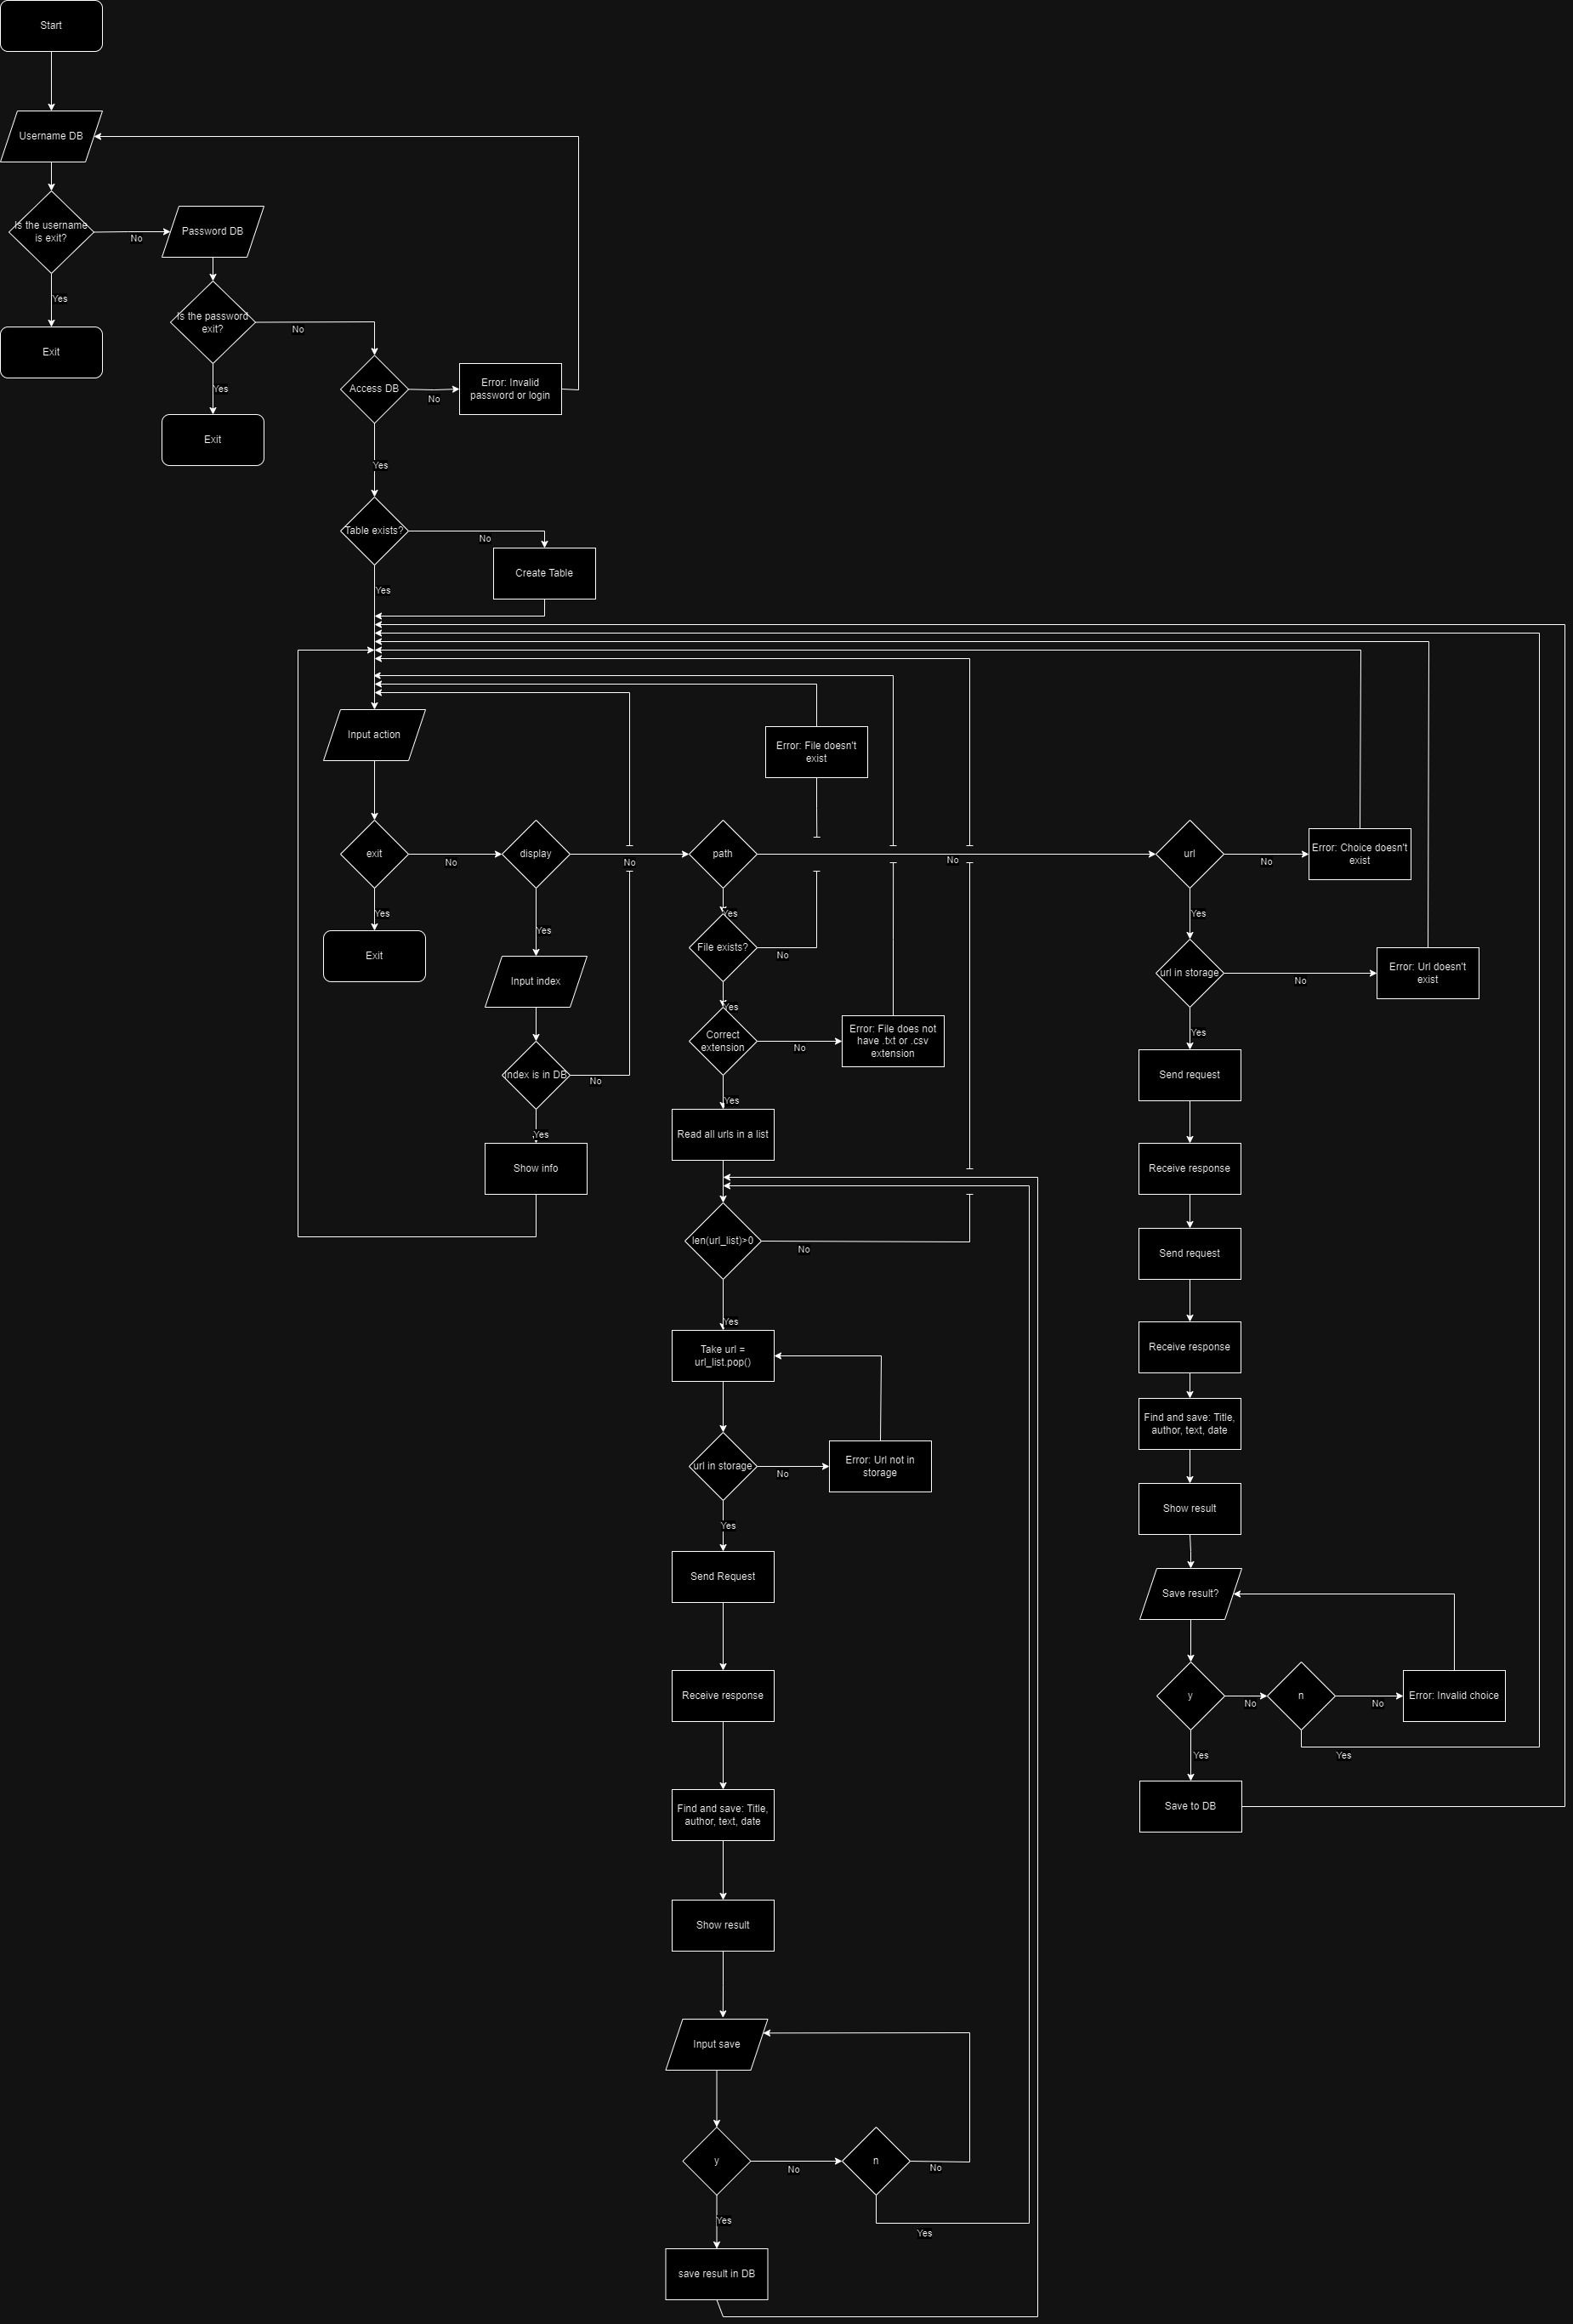 Start
Username DB
Is the username
is exit?
No
Password DB
Yes
Exit
Is the password
exit?
No
Yes
Exit
Access DB
No
Error: Invalid
password or login
Yes
Table exists?
No
Create Table
Yes
Input action
Error: File doesn't
exist
exit
No
display
No
path
No
url
No
Error: Choice doesn't
exist
Yes
Exit
Yes
Input index
Index is in DB
No
Yes
Show info
Yes
File exists?
No
Yes
Correct
extension
No
Error: File does not
have .txt or .csv
extension
Yes
Read all urls in a list
len(url_list)>0
No
Yes
Take url =
url_list.pop()
url in storage
No
Error: Url not in
storage
Yes
Send Request
Receive response
Find and save: Title,
author, text, date
Show result
Input save
y
No
n
No
Yes
Yes
save result in DB
Yes
url in storage
No
Error: Url doesn't
exist
Yes
Send request
Receive response
Send request
Receive response
Find and save: Title,
author, text, date
Show result
Save result?
y
No
n
No
Error: Invalid choice
Yes
Yes
Save to DB